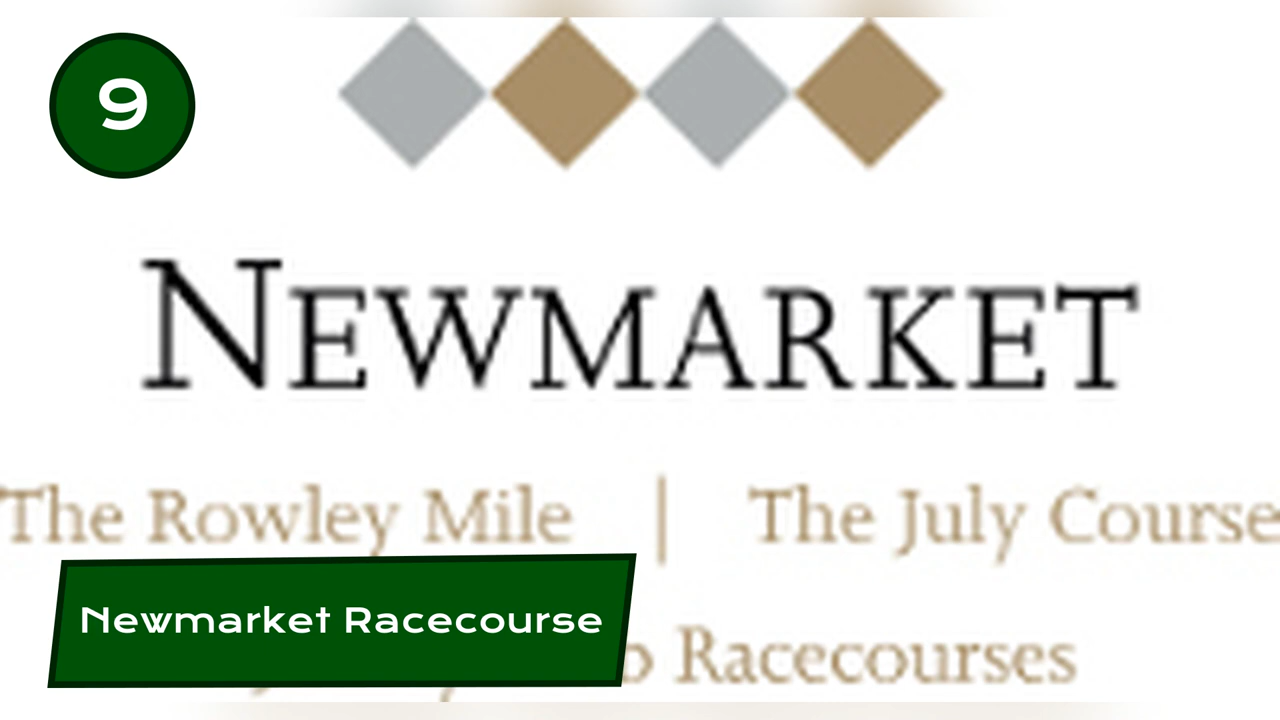 9
NEWMARKET
The Rowley Mile | The July Course
Newmarket Racecourse
Racecourses